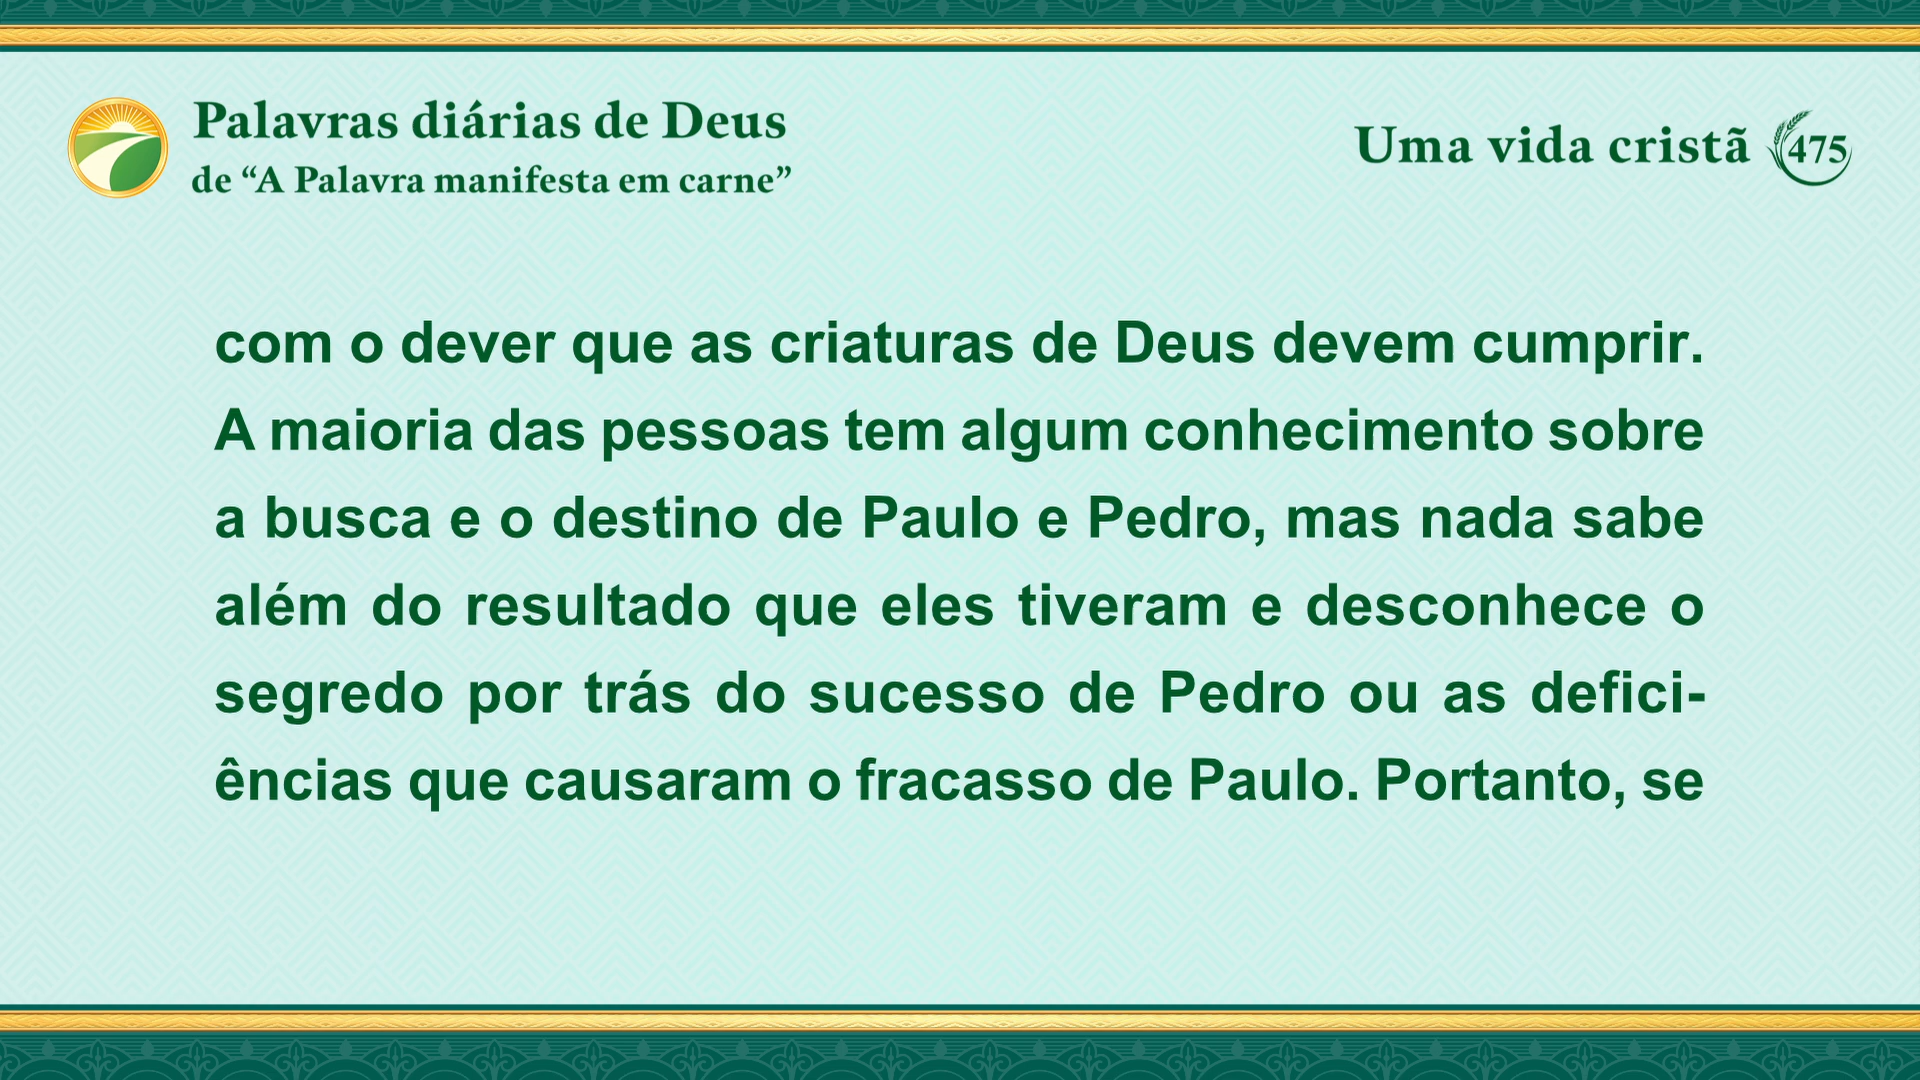 Palavras diárias de Deus
de “A Palavra manifesta em carne”
Uma vida cristã 475
com o dever que as criaturas de Deus devem cumprir.
A maioria das pessoas tem algum conhecimento sobre
a busca e o destino de Paulo e Pedro, mas nada sabe
além do resultado que eles tiveram e desconhece o
segredo por trás do sucesso de Pedro ou as defici-
ências que causaram o fracasso de Paulo. Portanto, se